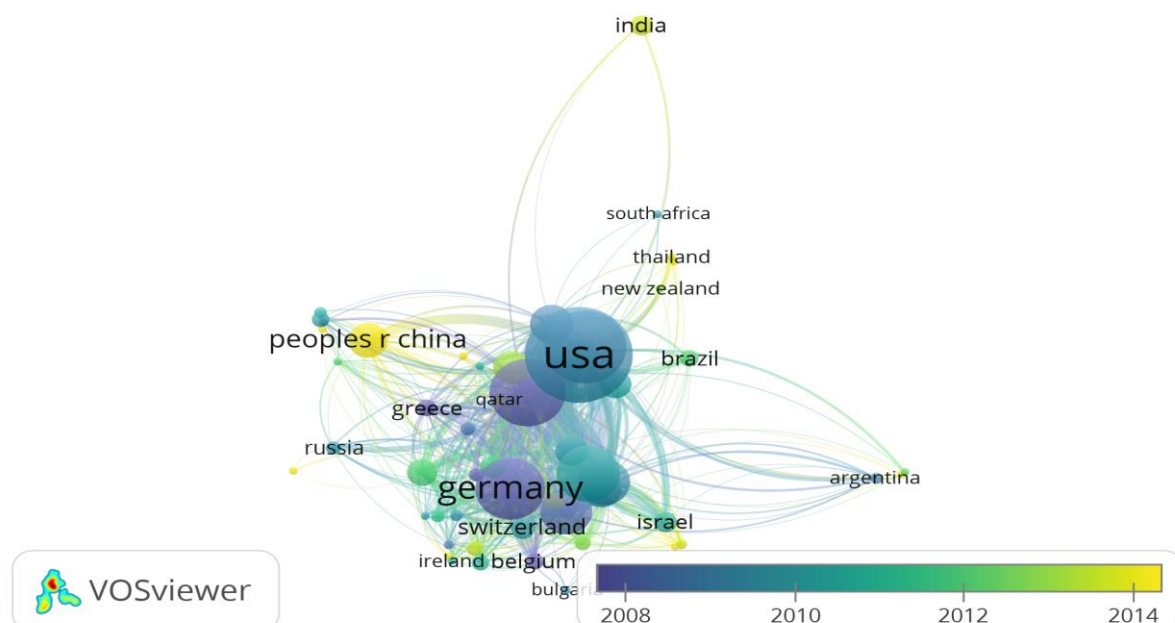 india
south africa
thailand
new zealand
peoples r china
usa
brazil
qatar
greece
russia
argentina
germany
switzerland
israel
ireland
belgium
bulgaria
VOSviewer
2008
2010
2012
2014